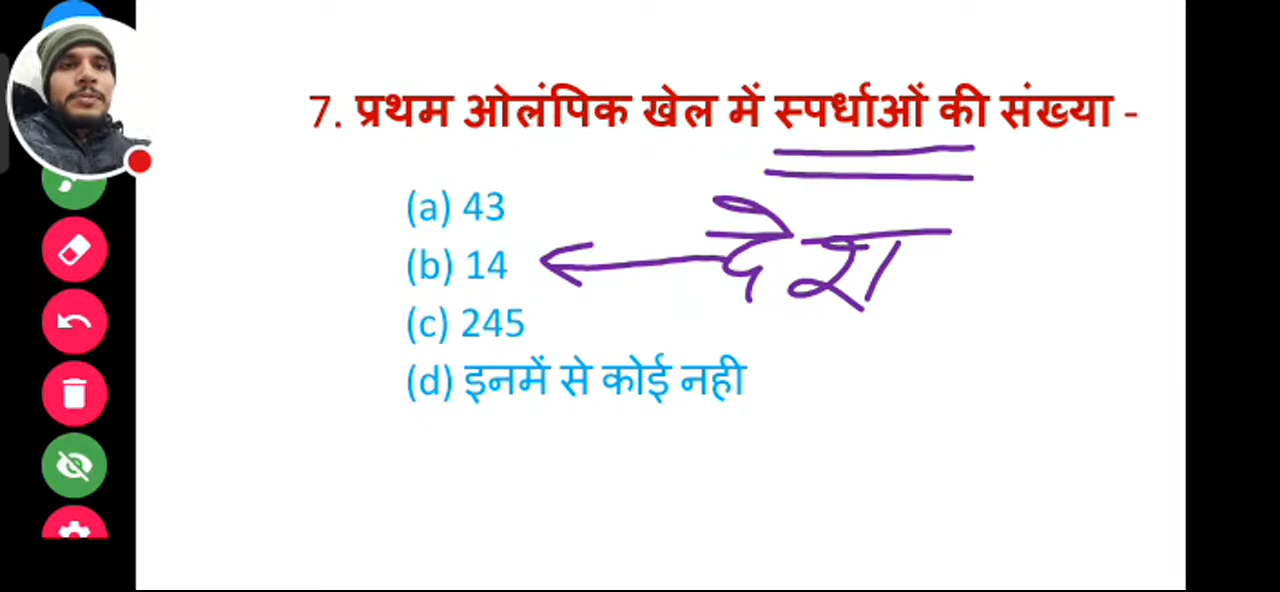 7. प्रथम ओलंपिक खेल में स्पर्धाओं की संख्या -
(a) 43
(b) 14
देश
(c) 245
(d) इनमें से कोई नही